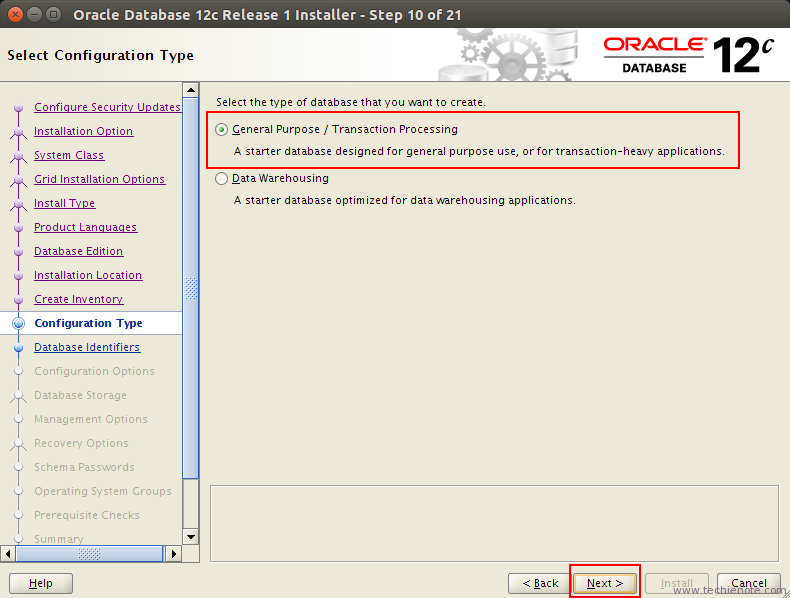 Oracle Database 12c Release 1 Installer - Step 10 of 21
Select Configuration Type
ORACLE®
DATABASE
12c
Configure Security Updates
Installation Option
System Class
Grid Installation Options
Install Type
Product Languages
Database Edition
Installation Location
Create Inventory
Configuration Type
Database Identifiers
Configuration Options
Database Storage
Management Options
Recovery Options
Schema Passwords
Operating System Groups
Prerequisite Checks
Summary
Select the type of database that you want to create.
General Purpose / Transaction Processing
A starter database designed for general purpose use, or for transaction-heavy applications.
Data Warehousing
A starter database optimized for data warehousing applications.
Help
< Back
Next >
Install
Cancel
www.techienote.com